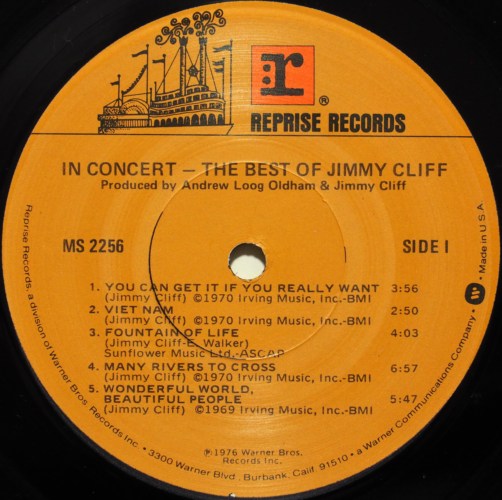 r
®
REPRISE RECORDS
IN CONCERT – THE BEST OF JIMMY CLIFF
Produced by Andrew Loog Oldham & Jimmy Cliff
MS 2256
SIDE I
1. YOU CAN GET IT IF YOU REALLY WANT 3:56
(Jimmy Cliff) ©1970 Irving Music, Inc.-BMI
2. VIET NAM 2:50
(Jimmy Cliff) ©1970 Irving Music, Inc.-BMI
3. FOUNTAIN OF LIFE 4:03
(Jimmy Cliff-E. Walker)
Sunflower Music Ltd.-ASCAP
4. MANY RIVERS TO CROSS 6:57
(Jimmy Cliff) ©1970 Irving Music, Inc.-BMI
5. WONDERFUL WORLD,
BEAUTIFUL PEOPLE 5:47
(Jimmy Cliff) ©1969 Irving Music, Inc.-BMI
℗1976 Warner Bros.
Records Inc.
Reprise Records, a division of Warner Bros. Records Inc. • 3300 Warner Blvd., Burbank, Calif. 91510 • a Warner Communications Company • W • Made in U.S.A.